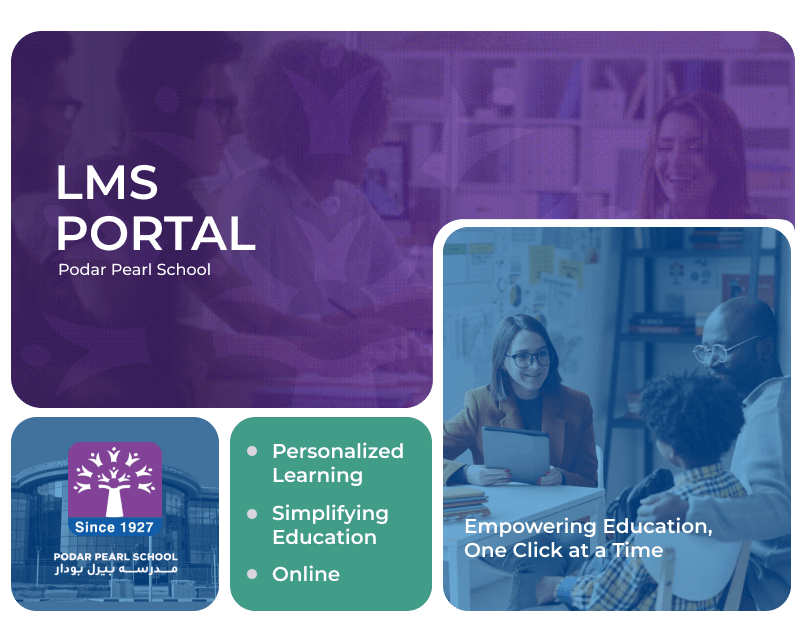 LMS
PORTAL
Podar Pearl School
Since 1927
PODAR PEARL SCHOOL
مدرسة بيرل بودار
Personalized
Learning
Simplifying
Education
Online
Empowering Education,
One Click at a Time